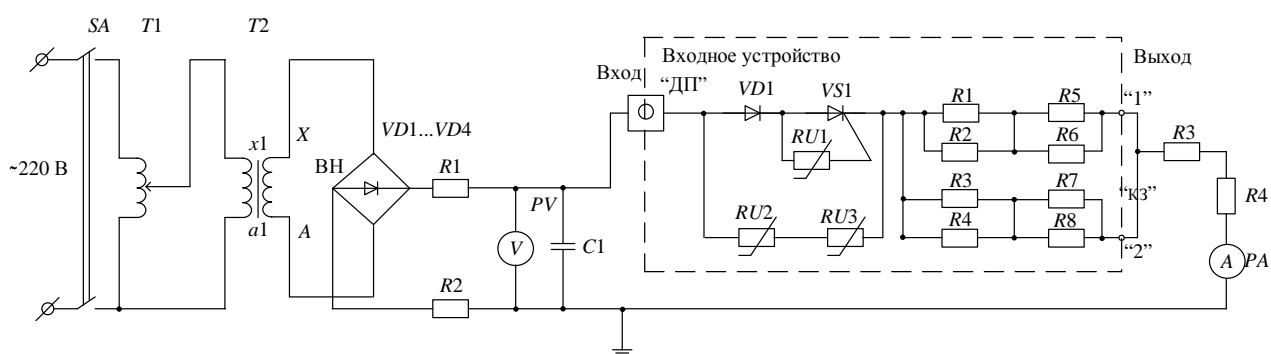 SA T1 T2
~220 В
x1
a1
X
A
ВН
VD1...VD4
R1
R2
PV
V
C1
Вход
Входное устройство
“ДП”
VD1
VS1
RU1
RU2
RU3
R1
R5
R2
R6
R3
R7
R4
R8
Выход
“1”
“КЗ”
“2”
R3
R4
A
PA